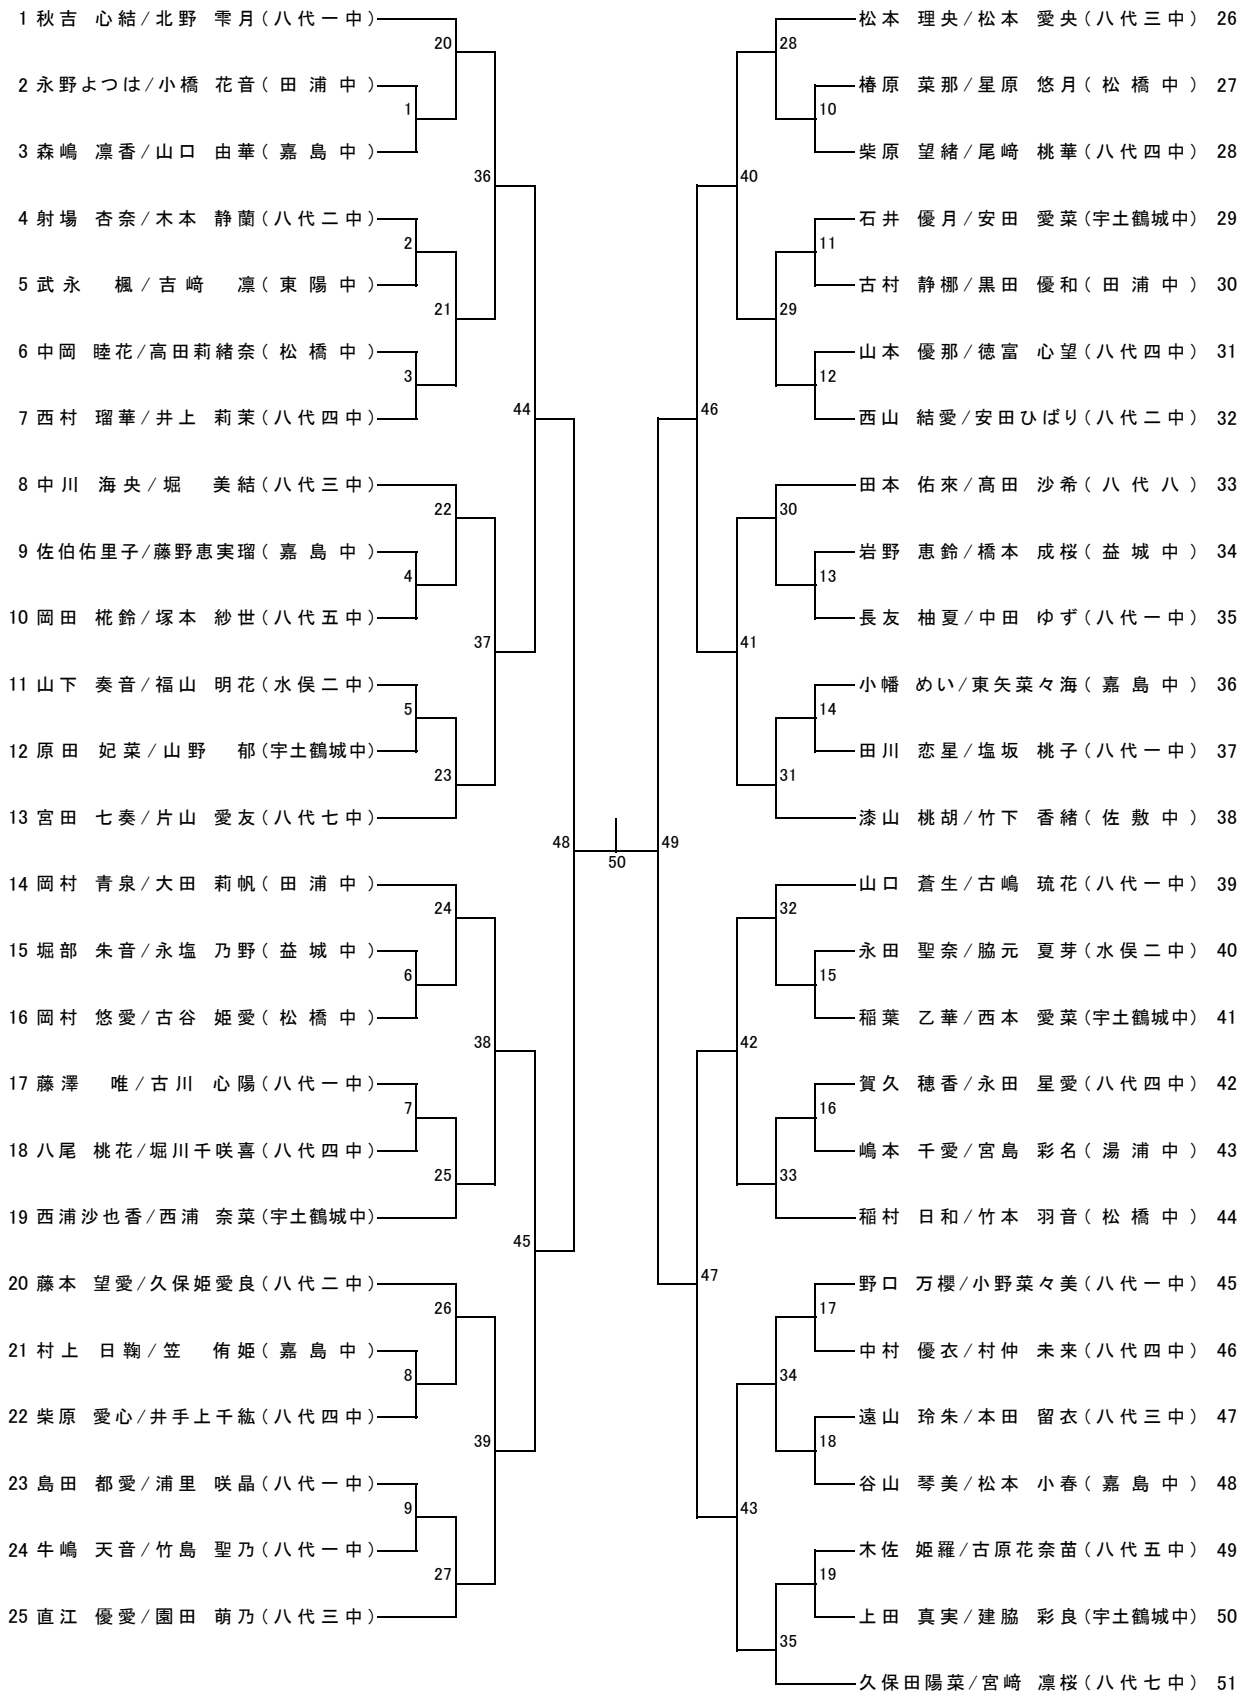 1 秋吉 心結/北野 雫月(八代一中)
2 永野よつは/小橋 花音(田浦中)
3 森嶋 凛香/山口 由華(嘉島中)
4 射場 杏奈/木本 静蘭(八代二中)
5 武永 楓/吉﨑 凛(東陽中)
6 中岡 睦花/高田莉緒奈(松橋中)
7 西村 瑠華/井上 莉茉(八代四中)
8 中川 海央/堀 美結(八代三中)
9 佐伯佑里子/藤野恵実瑠(嘉島中)
10 岡田 椛鈴/塚本 紗世(八代五中)
11 山下 奏音/福山 明花(水俣二中)
12 原田 妃菜/山野 郁(宇土鶴城中)
13 宮田 七奏/片山 愛友(八代七中)
14 岡村 青泉/大田 莉帆(田浦中)
15 堀部 朱音/永塩 乃野(益城中)
16 岡村 悠愛/古谷 姫愛(松橋中)
17 藤澤 唯/古川 心陽(八代一中)
18 八尾 桃花/堀川千咲喜(八代四中)
19 西浦沙也香/西浦 奈菜(宇土鶴城中)
20 藤本 望愛/久保姫愛良(八代二中)
21 村上 日鞠/笠 侑姫(嘉島中)
22 柴原 愛心/井手上千紘(八代四中)
23 島田 都愛/浦里 咲晶(八代一中)
24 牛嶋 天音/竹島 聖乃(八代一中)
25 直江 優愛/園田 萌乃(八代三中)
20
1
36
2
21
3
44
22
4
37
5
23
48
24
6
38
7
25
45
26
8
39
9
27
50
松本 理央/松本 愛央(八代三中) 26
椿原 菜那/星原 悠月(松橋中) 27
柴原 望緒/尾﨑 桃華(八代四中) 28
石井 優月/安田 愛菜(宇土鶴城中) 29
古村 静梛/黒田 優和(田浦中) 30
山本 優那/徳富 心望(八代四中) 31
西山 結愛/安田ひばり(八代二中) 32
田本 佑來/髙田 沙希(八代八) 33
岩野 恵鈴/橋本 成桜(益城中) 34
長友 柚夏/中田 ゆず(八代一中) 35
小幡 めい/東矢菜々海(嘉島中) 36
田川 恋星/塩坂 桃子(八代一中) 37
漆山 桃胡/竹下 香緒(佐敷中) 38
山口 蒼生/古嶋 琉花(八代一中) 39
永田 聖奈/脇元 夏芽(水俣二中) 40
稲葉 乙華/西本 愛菜(宇土鶴城中) 41
賀久 穂香/永田 星愛(八代四中) 42
嶋本 千愛/宮島 彩名(湯浦中) 43
稲村 日和/竹本 羽音(松橋中) 44
野口 万櫻/小野菜々美(八代一中) 45
中村 優衣/村仲 未来(八代四中) 46
遠山 玲朱/本田 留衣(八代三中) 47
谷山 琴美/松本 小春(嘉島中) 48
木佐 姫羅/古原花奈苗(八代五中) 49
上田 真実/建脇 彩良(宇土鶴城中) 50
久保田陽菜/宮﨑 凛桜(八代七中) 51
28
10
40
11
29
12
46
30
13
41
14
31
49
32
15
42
16
33
47
17
34
18
43
19
35